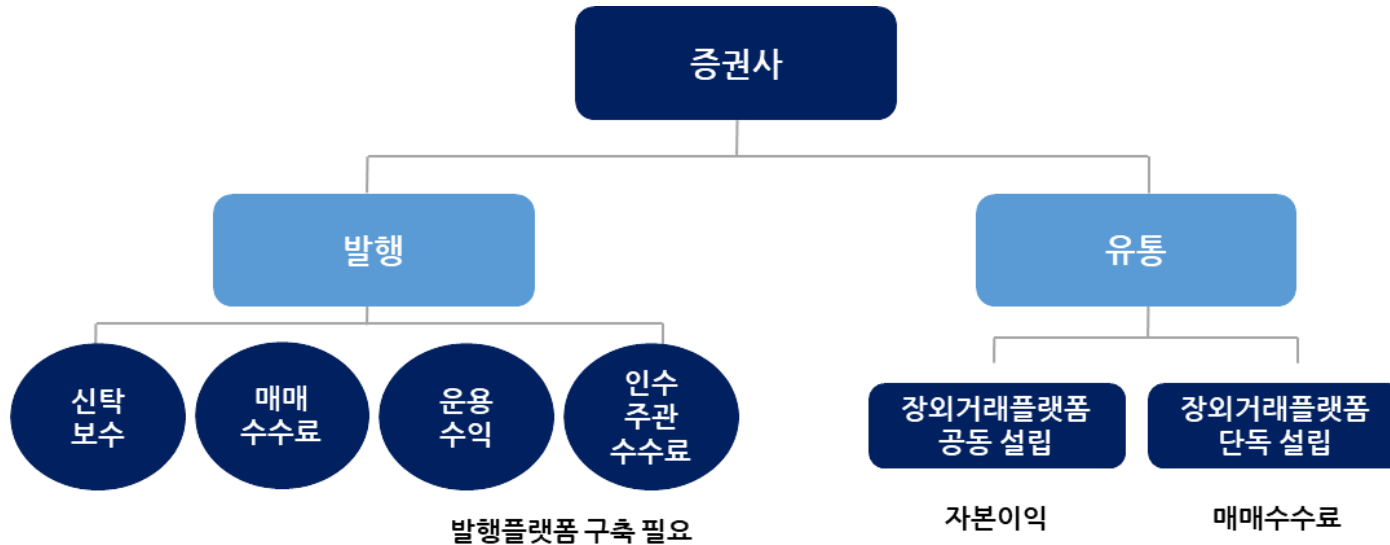 증권사
발행
유통
신탁
보수
매매
수수료
운용
수익
인수
주관
수수료
장외거래플랫폼
공동 설립
장외거래플랫폼
단독 설립
발행플랫폼 구축 필요
자본이익
매매수수료